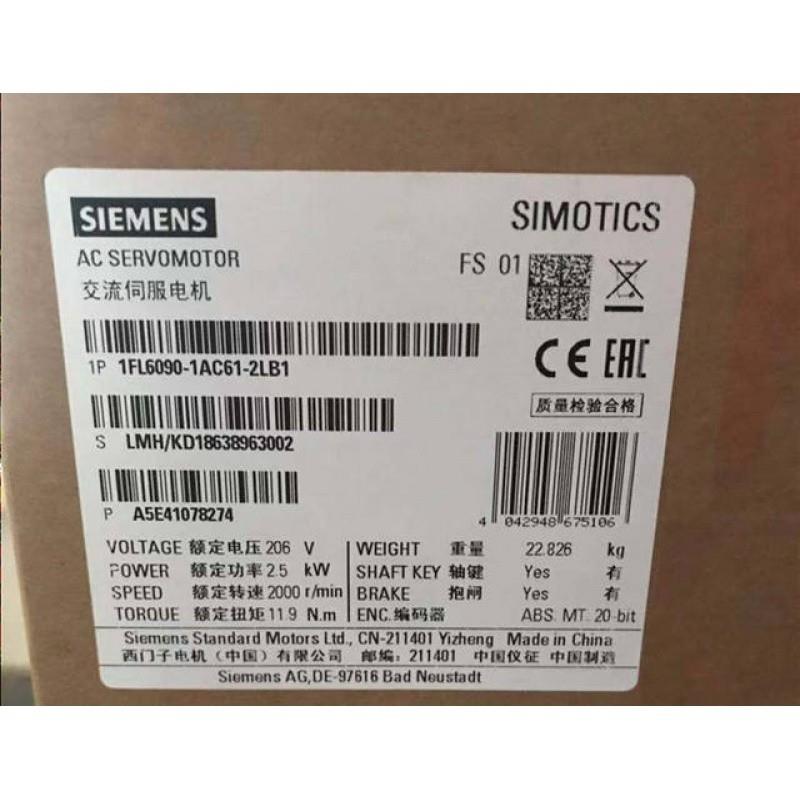 SIEMENS
SIMOTICS
AC SERVOMOTOR
FS 01
交流伺服电机
1P 1FL6090-1AC61-2LB1
CE EAC
质量检验合格
S LMH/KD18638963002
P A5E41078274
4 042948 675106
VOLTAGE 额定电压 206 V
POWER 额定功率 2.5 kW
SPEED 额定转速 2000 r/min
TORQUE 额定扭矩 11.9 N.m
WEIGHT 重量 22.826 kg
SHAFT KEY 轴键 Yes 有
BRAKE 抱闸 Yes 有
ENC. 编码器 ABS. MT. 20-bit
Siemens Standard Motors Ltd., CN-211401 Yizheng Made in China
西门子电机（中国）有限公司 邮编：211401 中国仪征 中国制造
Siemens AG,DE-97616 Bad Neustadt